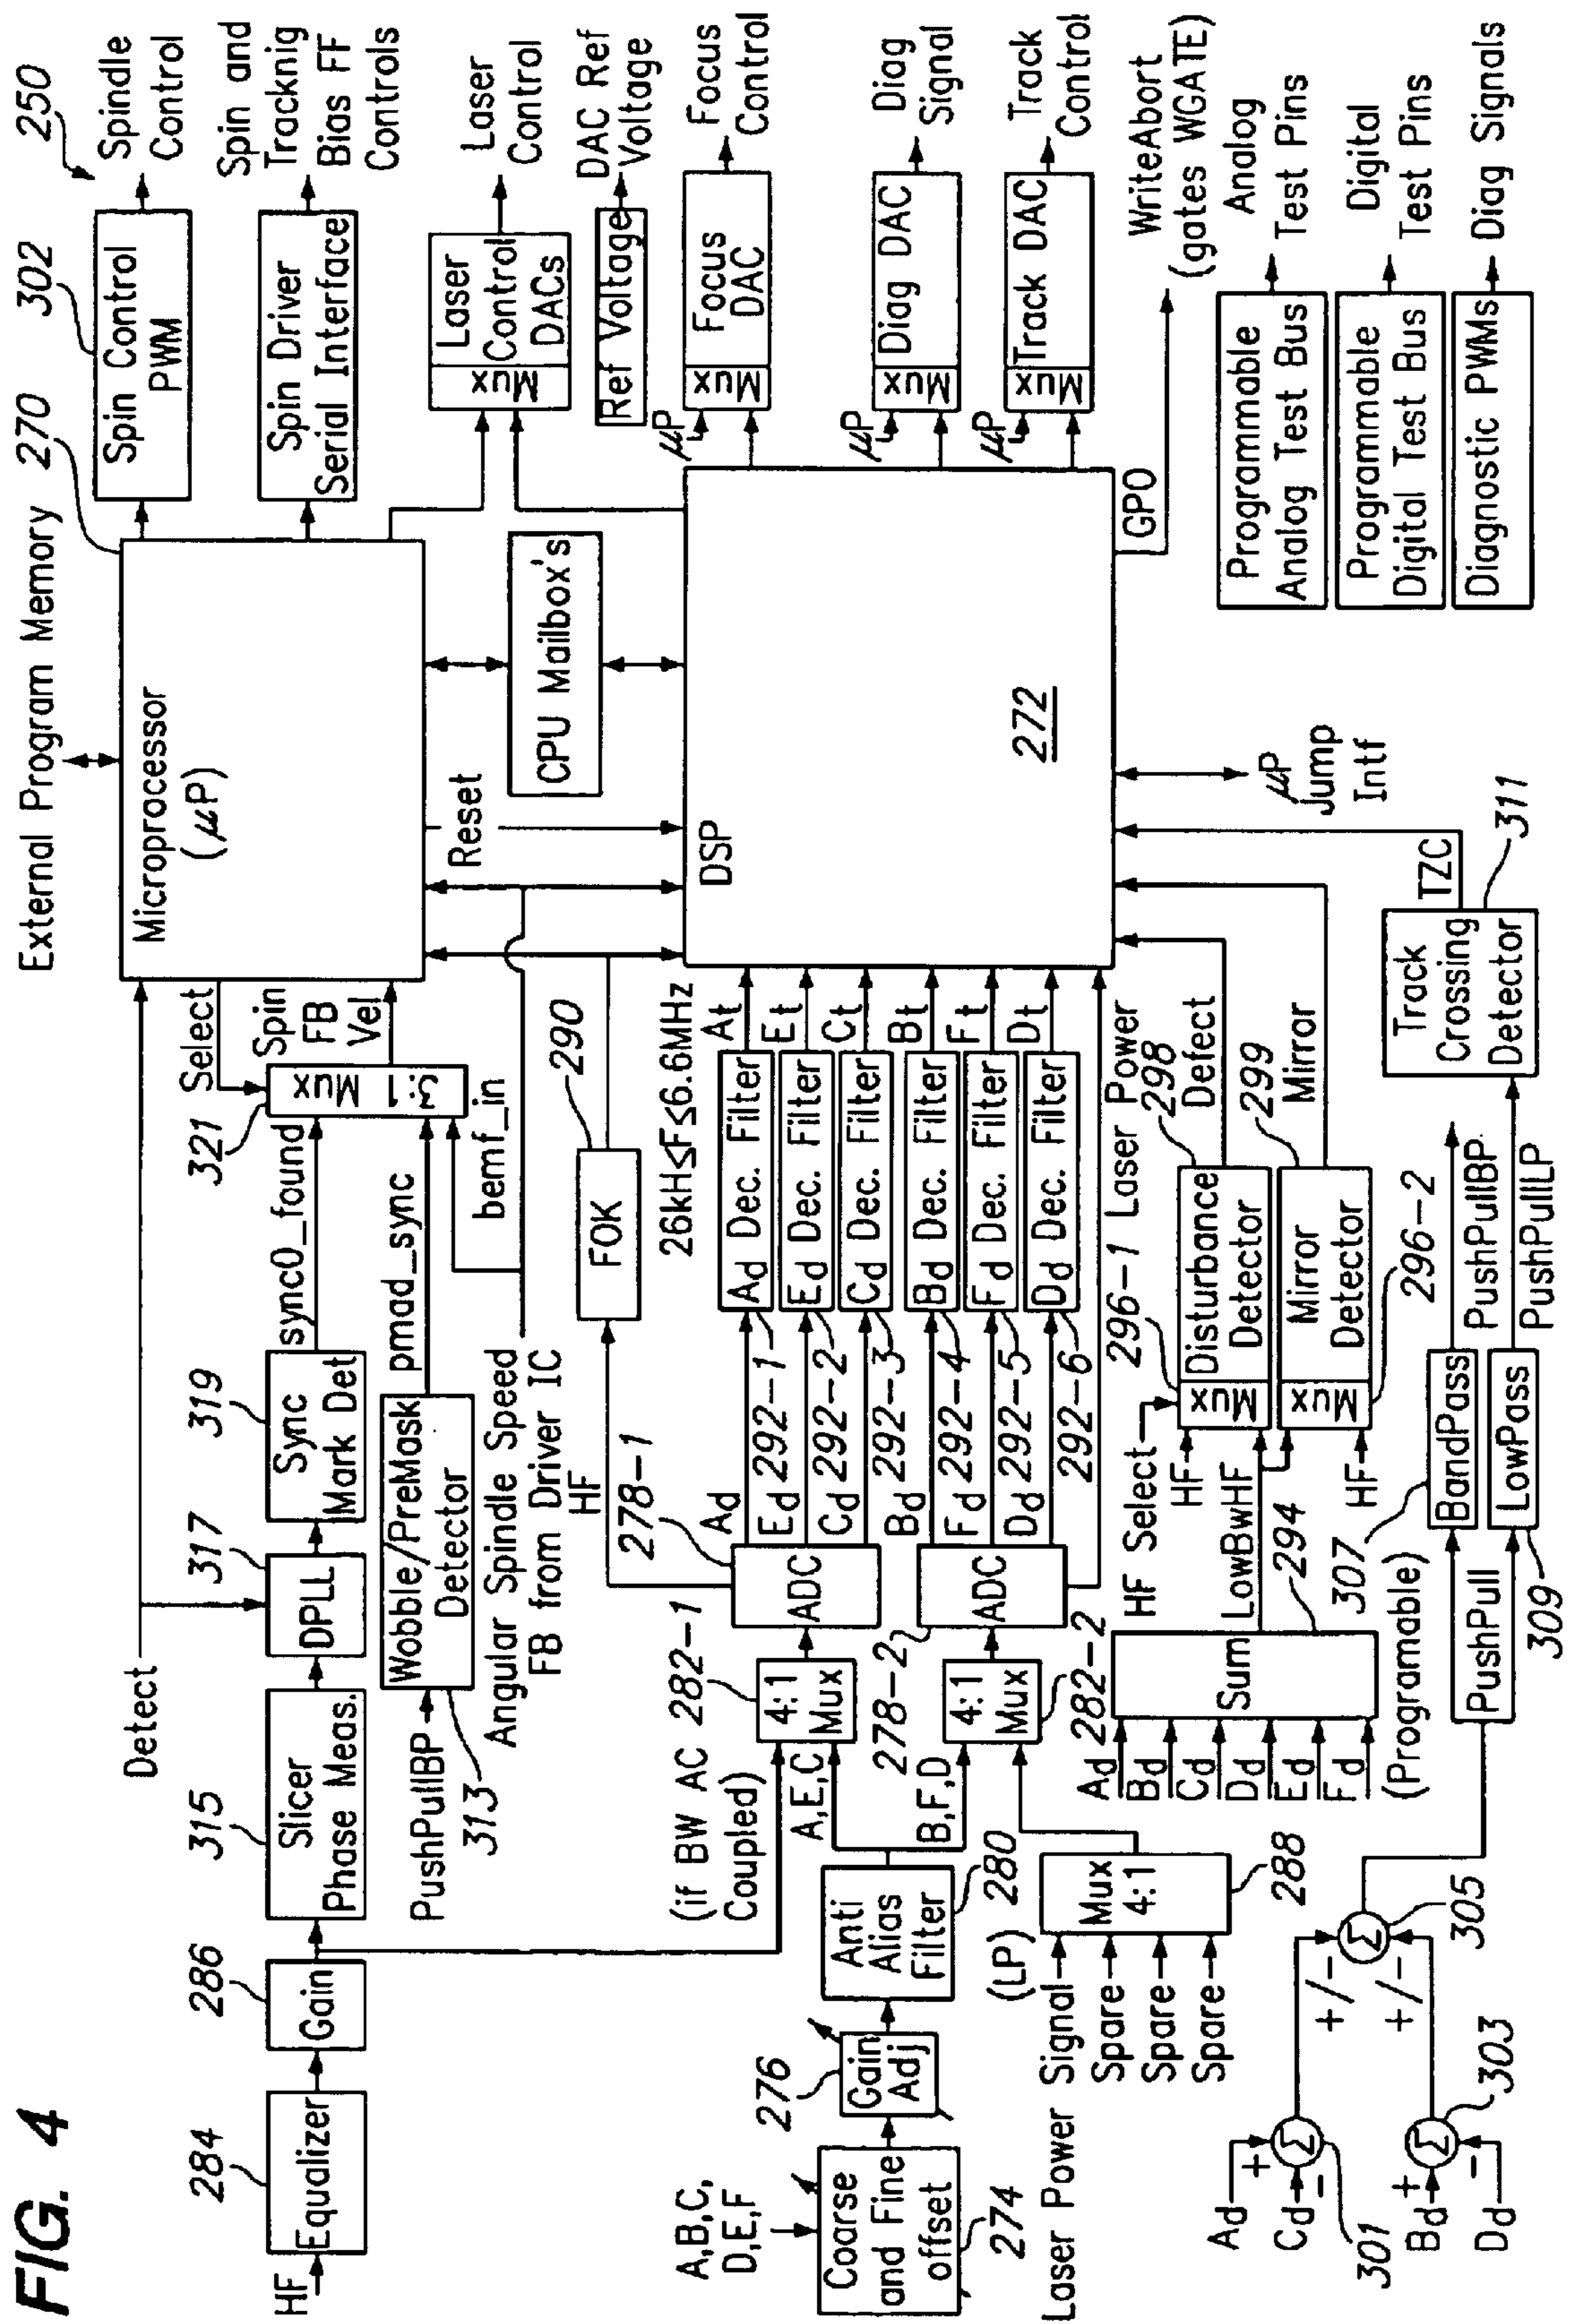 FIG. 4
HF
Equalizer
284
Gain
286
Slicer
Phase Meas.
315
DPLL
317
Sync
Mark Det
319
sync0_found
321
3:1 Mux
Select
Spin
FB
Vel
Detect
PushPullBP
313
Wobble/PreMask
Detector
pmad_sync
bemf_in
Angular Spindle Speed
FB from Driver IC
External Program Memory
270
Microprocessor
(μP)
Reset
CPU Mailbox's
302
Spin Control
PWM
250
Spindle
Control
Spin Driver
Serial Interface
Spin and
Tracknig
Bias FF
Controls
Mux
Laser
Control
DACs
Laser
Control
Ref Voltage
DAC Ref
Voltage
μP
Mux
Focus
DAC
Focus
Control
μP
Mux
Diag DAC
Diag
Signal
μP
Mux
Track DAC
Track
Control
GPO
WriteAbort
(gates WGATE)
Programmable
Analog Test Bus
Analog
Test Pins
Programmable
Digital Test Bus
Digital
Test Pins
Diagnostic PWMs
Diag Signals
DSP
272
μP
Jump
Intf
HF
FOK
290
26kH≤F≤6.6MHz
(if BW AC
Coupled)
A,B,C,
D,E,F
Coarse
and Fine
offset
274
276
Gain
Adj
Anti
Alias
Filter
280
A,E,C
B,F,D
282-1
4:1
Mux
278-1
ADC
278-2
4:1
Mux
282-2
ADC
Ad
Ed
Cd
Bd
Fd
Dd
292-1
292-2
292-3
292-4
292-5
292-6
Ad Dec. Filter
Ed Dec. Filter
Cd Dec. Filter
Bd Dec. Filter
Fd Dec. Filter
Dd Dec. Filter
At
Et
Ct
Bt
Ft
Dt
Laser Power
(LP)
Laser Power Signal
Spare
Spare
Spare
Mux
4:1
288
Ad
Bd
Cd
Dd
Ed
Fd
(Programable)
Sum
294
LowBwHF
HF Select
HF
HF
296-1
Mux
Disturbance
Detector
298
Defect
Mux
Mirror
Detector
296-2
299
Mirror
Ad
+
Cd
-
Σ
301
Bd
+
Dd
-
Σ
303
+/-
+/-
Σ
305
PushPull
307
BandPass
LowPass
309
PushPullBP
PushPullLP
Track
Crossing
Detector
TZC
311